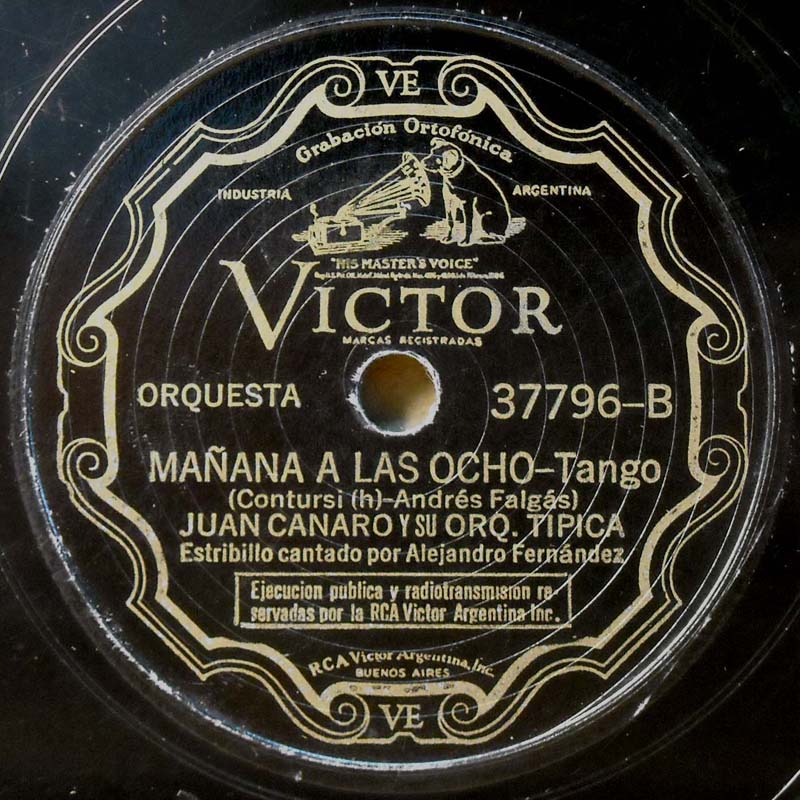 VE
Grabación Ortofónica
INDUSTRIA ARGENTINA
"HIS MASTER'S VOICE"
VICTOR
MARCAS REGISTRADAS
ORQUESTA 37796-B
MAÑANA A LAS OCHO-Tango
(Contursi (h)-Andrés Falgás)
JUAN CANARO Y SU ORQ. TIPICA
Estribillo cantado por Alejandro Fernández
Ejecucion publica y radiotransmision re-
servadas por la RCA Victor Argentina Inc.
RCA Victor Argentina, Inc.
BUENOS AIRES
VE